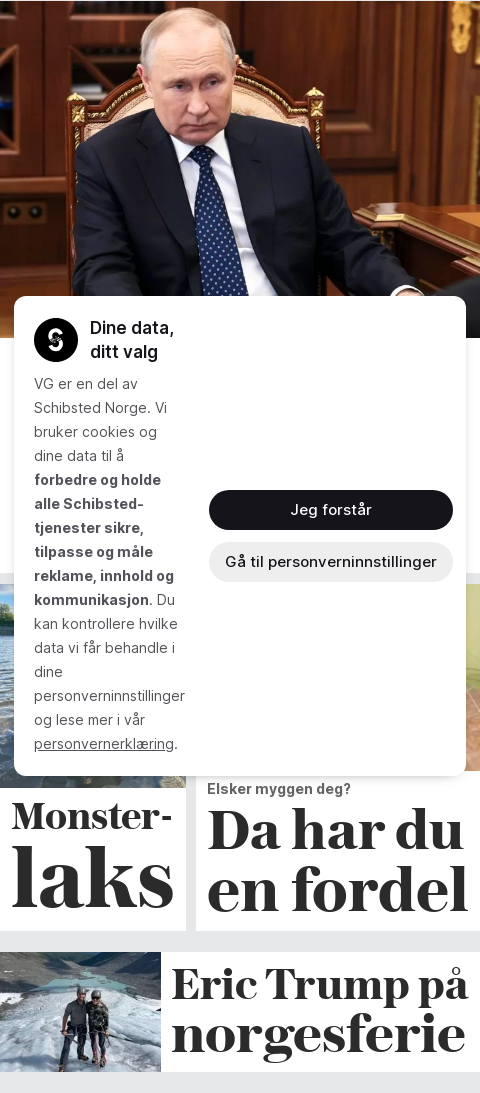 Dine data,
ditt valg
VG er en del av
Schibsted Norge. Vi
bruker cookies og
dine data til å
forbedre og holde
alle Schibsted-
tjenester sikre,
tilpasse og måle
reklame, innhold og
kommunikasjon. Du
kan kontrollere hvilke
data vi får behandle i
dine
personverninnstillinger
og lese mer i vår
personvernerklæring.
Jeg forstår
Gå til personverninnstillinger
Monster-
laks
Elsker myggen deg?
Da har du
en fordel
Eric Trump på
norgesferie